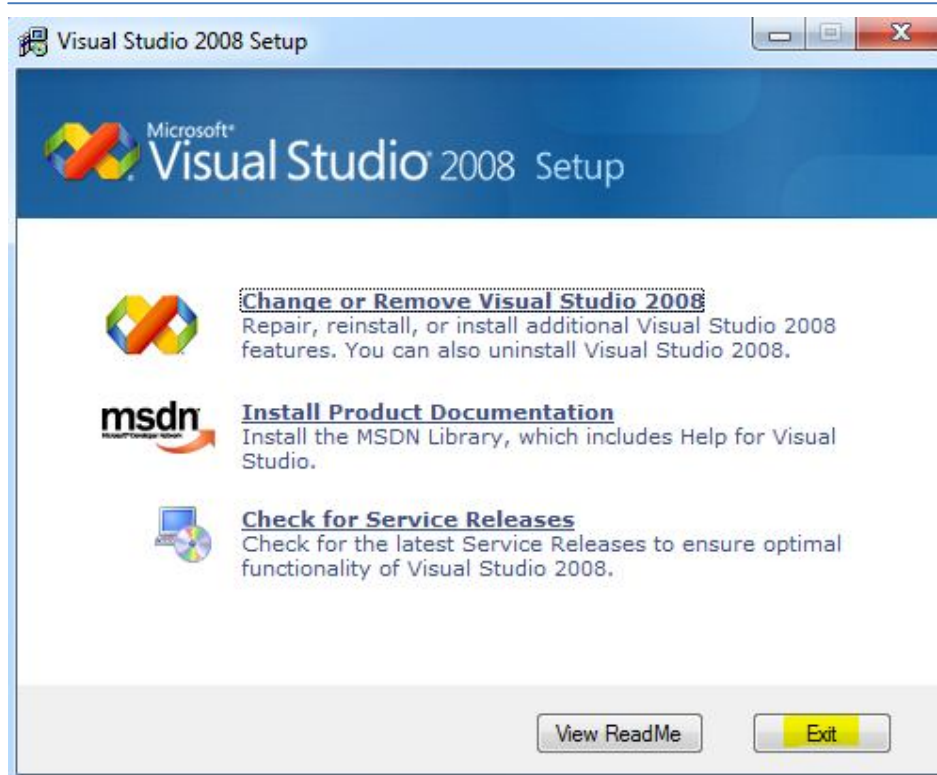 Visual Studio 2008 Setup
Microsoft®
Visual Studio® 2008 Setup
Change or Remove Visual Studio 2008
Repair, reinstall, or install additional Visual Studio 2008
features. You can also uninstall Visual Studio 2008.
msdn
Install Product Documentation
Install the MSDN Library, which includes Help for Visual
Studio.
Check for Service Releases
Check for the latest Service Releases to ensure optimal
functionality of Visual Studio 2008.
View ReadMe
Exit